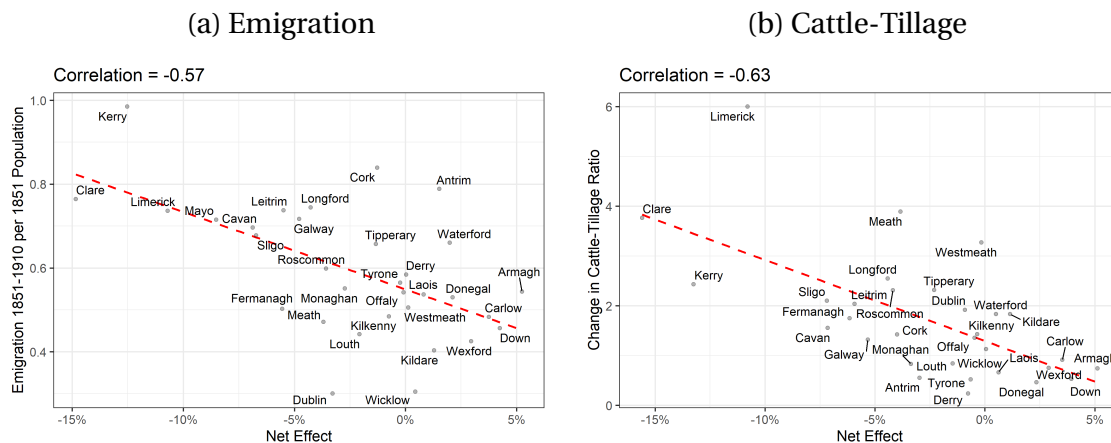 (a) Emigration
Correlation = -0.57
Emigration 1851-1910 per 1851 Population
1.0
0.8
0.6
0.4
Kerry
Cork
Antrim
Clare
Limerick
Mayo
Leitrim
Longford
Cavan
Galway
Sligo
Tipperary
Waterford
Roscommon
Derry
Tyrone
Armagh
Laois
Donegal
Fermanagh
Monaghan
Offaly
Carlow
Meath
Westmeath
Kilkenny
Down
Louth
Kildare
Wexford
Dublin
Wicklow
-15%
-10%
-5%
0%
5%
Net Effect
(b) Cattle-Tillage
Correlation = -0.63
Change in Cattle-Tillage Ratio
6
4
2
0
Limerick
Clare
Meath
Westmeath
Kerry
Longford
Tipperary
Sligo
Leitrim
Dublin
Waterford
Fermanagh
Roscommon
Kildare
Kilkenny
Cavan
Cork
Galway
Monaghan
Offaly
Carlow
Louth
Wicklow
Laois
Armagh
Wexford
Antrim
Tyrone
Donegal
Down
Derry
-15%
-10%
-5%
0%
5%
Net Effect